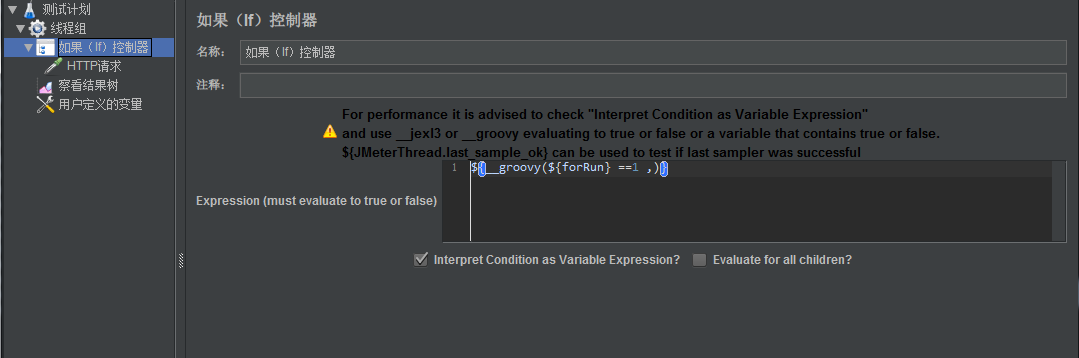 测试计划
线程组
如果（If）控制器
HTTP请求
察看结果树
用户定义的变量
如果（If）控制器
名称： 如果（If）控制器
注释：
For performance it is advised to check "Interpret Condition as Variable Expression"
and use __jexl3 or __groovy evaluating to true or false or a variable that contains true or false.
${JMeterThread.last_sample_ok} can be used to test if last sampler was successful
1 ${__groovy(${forRun} ==1 ,)}
Expression (must evaluate to true or false)
Interpret Condition as Variable Expression? Evaluate for all children?